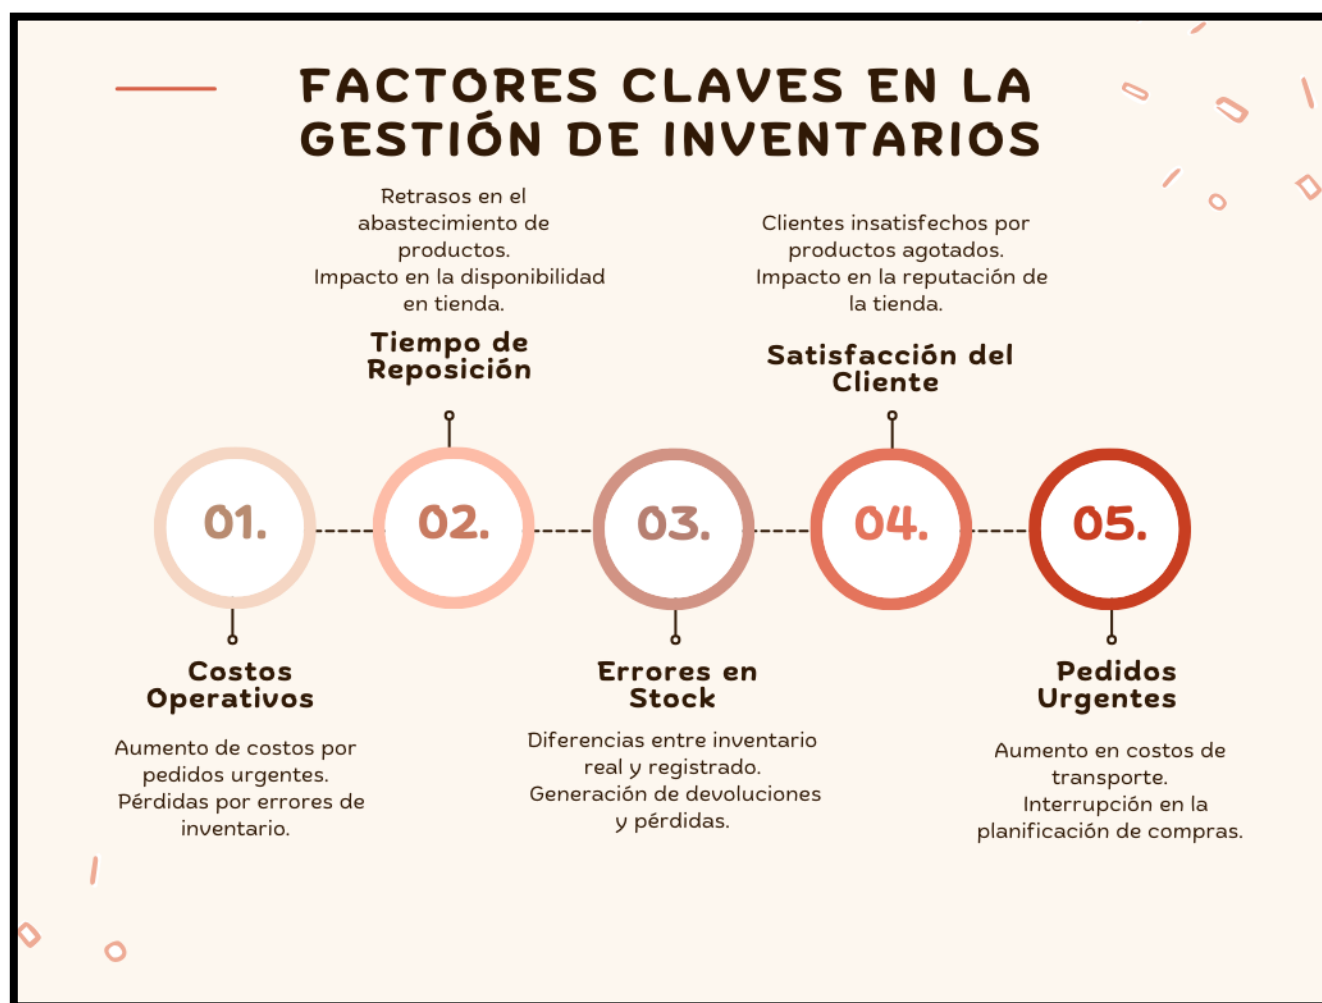 FACTORES CLAVES EN LA
GESTIÓN DE INVENTARIOS
Retrasos en el
abastecimiento de
productos.
Impacto en la disponibilidad
en tienda.
Tiempo de
Reposición
Clientes insatisfechos por
productos agotados.
Impacto en la reputación de
la tienda.
Satisfacción del
Cliente
01.
02.
03.
04.
05.
Costos
Operativos
Aumento de costos por
pedidos urgentes.
Pérdidas por errores de
inventario.
Errores en
Stock
Diferencias entre inventario
real y registrado.
Generación de devoluciones
y pérdidas.
Pedidos
Urgentes
Aumento en costos de
transporte.
Interrupción en la
planificación de compras.